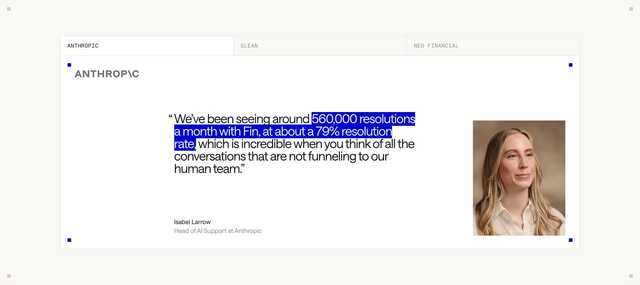 ANTHROPIC
GLEAN
NEO FINANCIAL
ANTHROP\C
“ We’ve been seeing around 560,000 resolutions
a month with Fin, at about a 79% resolution
rate, which is incredible when you think of all the
conversations that are not funneling to our
human team.”
Isabel Larrow
Head of AI Support at Anthropic